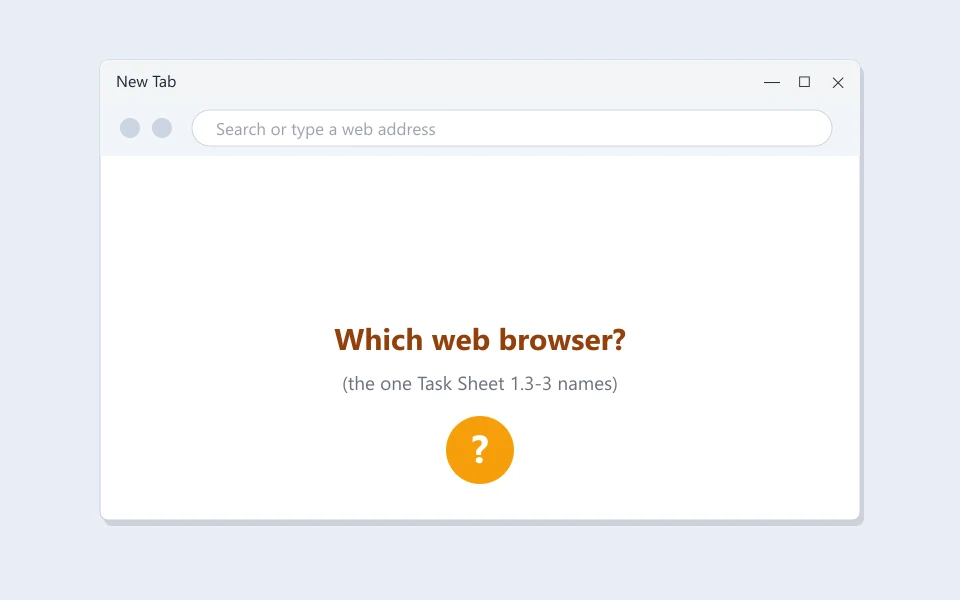 New Tab
Search or type a web address
Which web browser?
(the one Task Sheet 1.3-3 names)
?